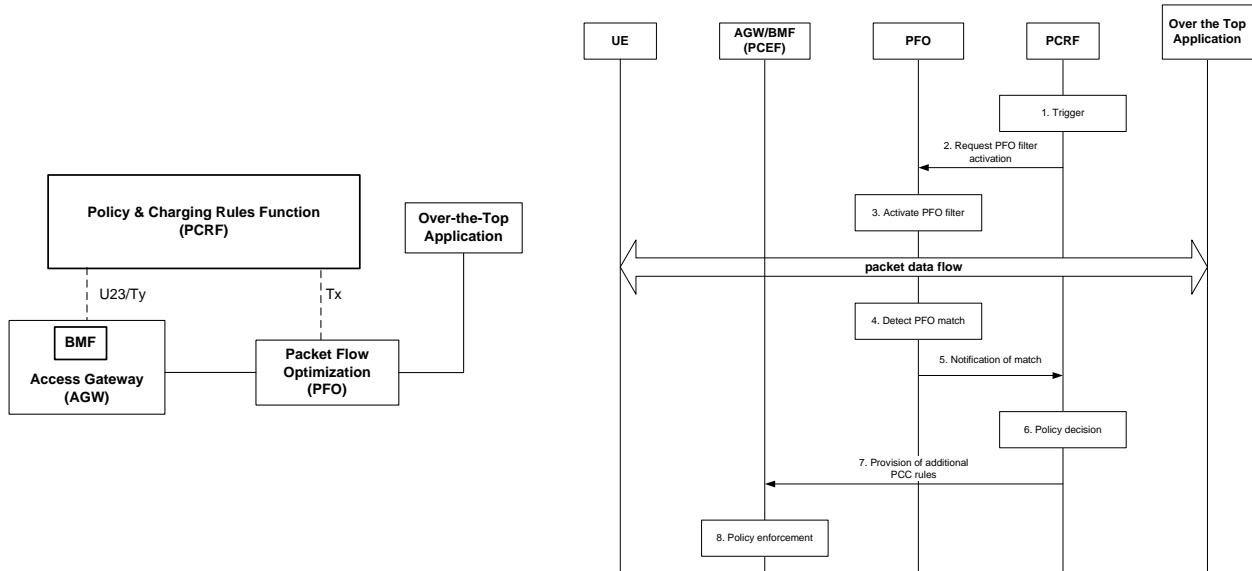 Policy & Charging Rules Function
(PCRF)
Over-the-Top
Application
U23/Ty
Tx
BMF
Access Gateway
(AGW)
Packet Flow
Optimization
(PFO)
UE
AGW/BMF
(PCEF)
PFO
PCRF
Over the Top
Application
1. Trigger
2. Request PFO filter
activation
3. Activate PFO filter
packet data flow
4. Detect PFO match
5. Notification of match
6. Policy decision
7. Provision of additional
PCC rules
8. Policy enforcement